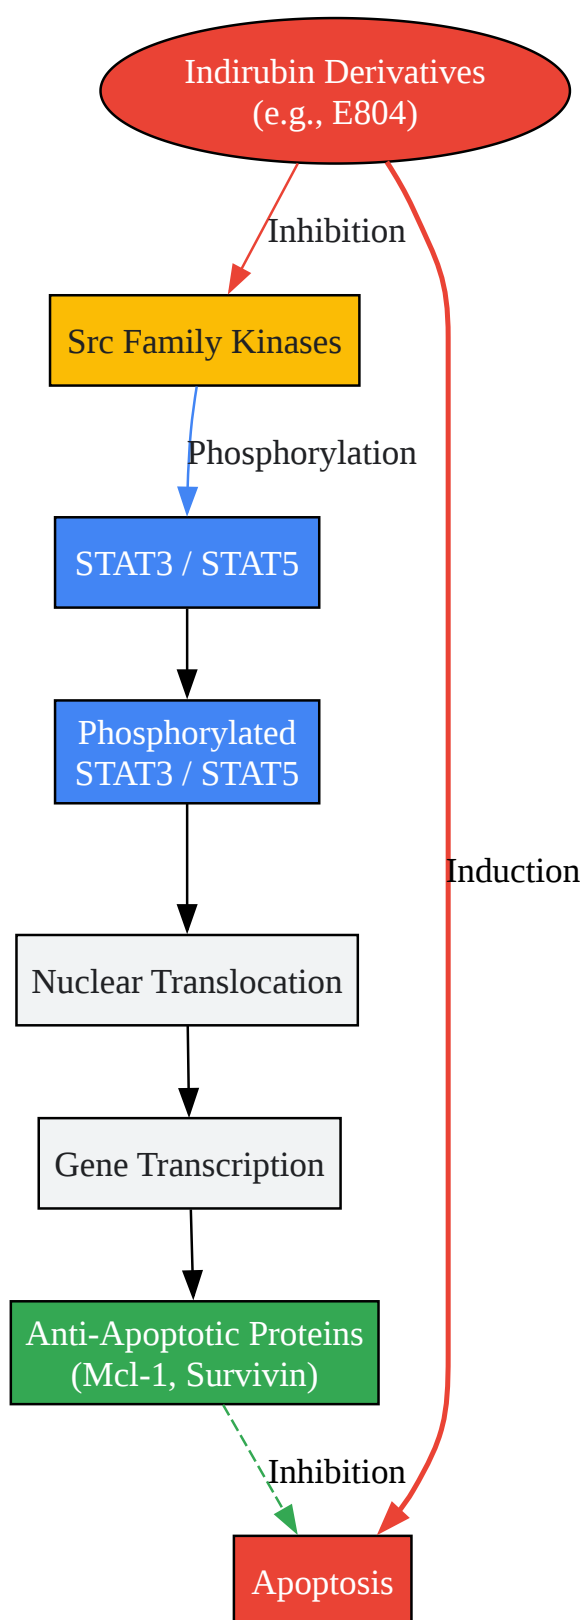 Indirubin Derivatives
(e.g., E804)
Inhibition
Src Family Kinases
Phosphorylation
STAT3 / STAT5
Phosphorylated
STAT3 / STAT5
Induction
Nuclear Translocation
Gene Transcription
Anti-Apoptotic Proteins
(Mcl-1, Survivin)
Inhibition
Apoptosis